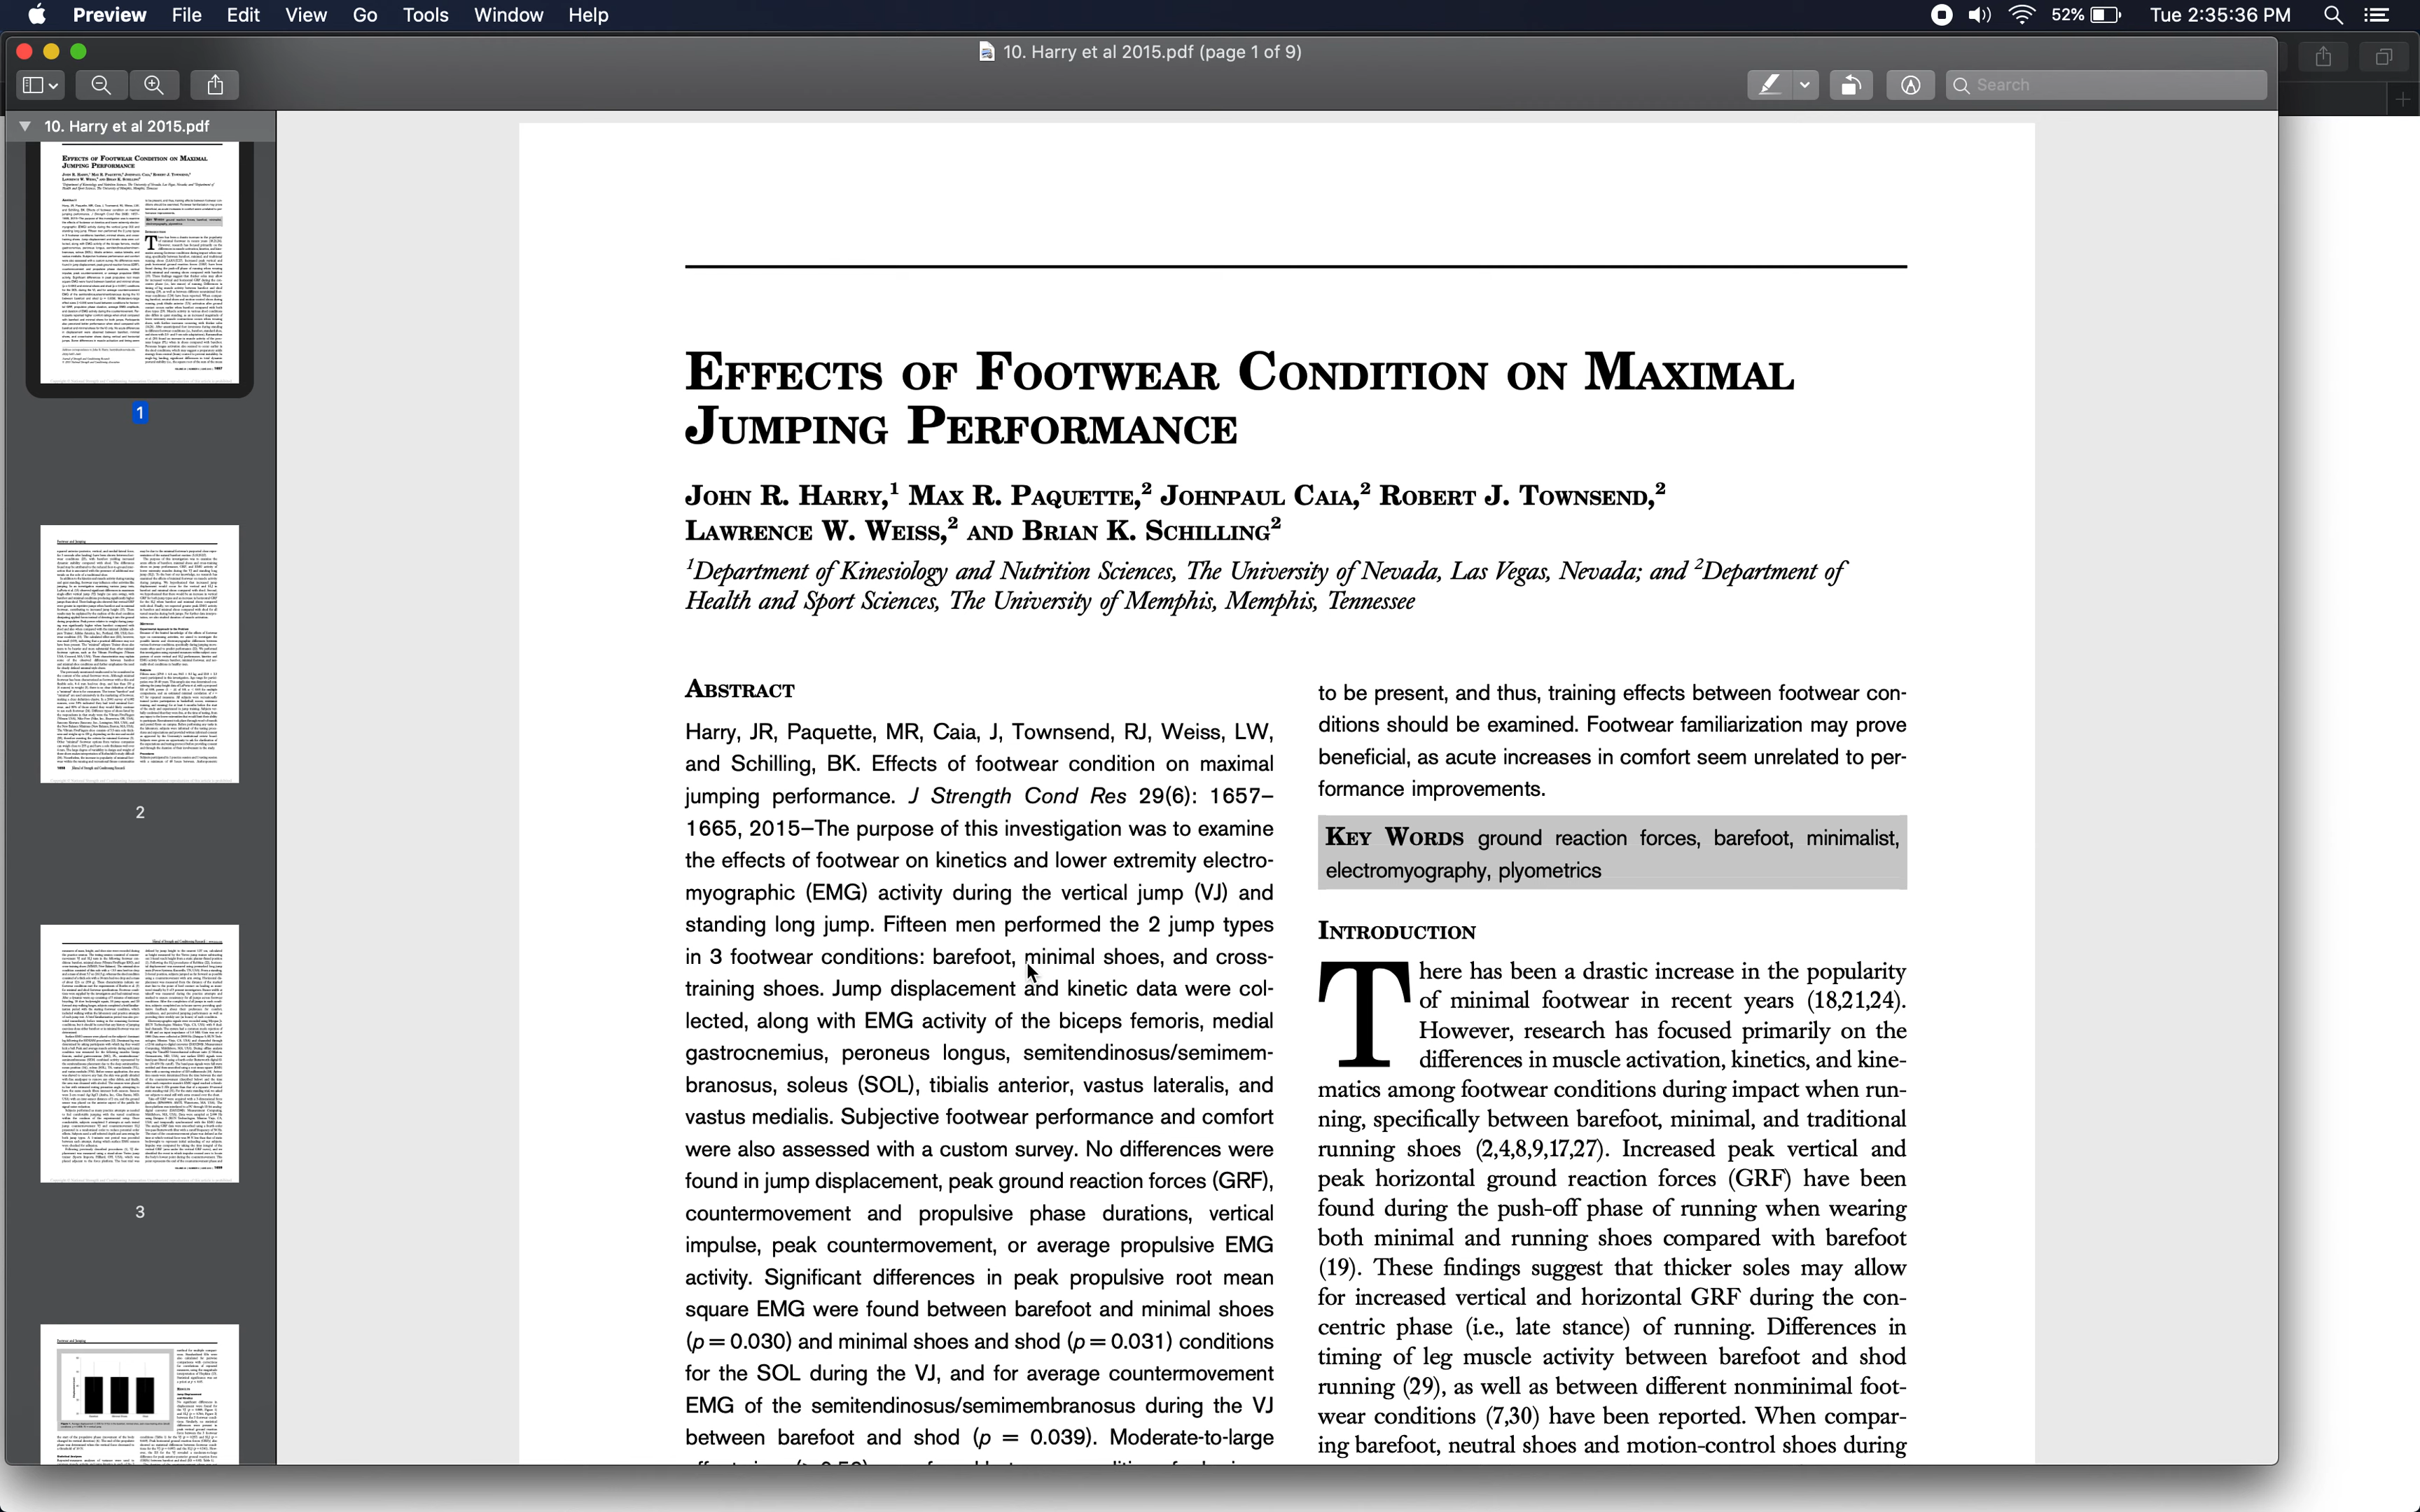 Preview File Edit View Go Tools Window Help
52% Tue 2:35:36 PM
10. Harry et al 2015.pdf (page 1 of 9)
Search
10. Harry et al 2015.pdf
1
2
3
EFFECTS OF FOOTWEAR CONDITION ON MAXIMAL
JUMPING PERFORMANCE
JOHN R. HARRY,¹ MAX R. PAQUETTE,² JOHNPAUL CAIA,² ROBERT J. TOWNSEND,²
LAWRENCE W. WEISS,² AND BRIAN K. SCHILLING²
¹Department of Kinesiology and Nutrition Sciences, The University of Nevada, Las Vegas, Nevada; and ²Department of
Health and Sport Sciences, The University of Memphis, Memphis, Tennessee
ABSTRACT
Harry, JR, Paquette, MR, Caia, J, Townsend, RJ, Weiss, LW,
and Schilling, BK. Effects of footwear condition on maximal
jumping performance. J Strength Cond Res 29(6): 1657–
1665, 2015–The purpose of this investigation was to examine
the effects of footwear on kinetics and lower extremity electro-
myographic (EMG) activity during the vertical jump (VJ) and
standing long jump. Fifteen men performed the 2 jump types
in 3 footwear conditions: barefoot, minimal shoes, and cross-
training shoes. Jump displacement and kinetic data were col-
lected, along with EMG activity of the biceps femoris, medial
gastrocnemius, peroneus longus, semitendinosus/semimem-
branosus, soleus (SOL), tibialis anterior, vastus lateralis, and
vastus medialis. Subjective footwear performance and comfort
were also assessed with a custom survey. No differences were
found in jump displacement, peak ground reaction forces (GRF),
countermovement and propulsive phase durations, vertical
impulse, peak countermovement, or average propulsive EMG
activity. Significant differences in peak propulsive root mean
square EMG were found between barefoot and minimal shoes
(p = 0.030) and minimal shoes and shod (p = 0.031) conditions
for the SOL during the VJ, and for average countermovement
EMG of the semitendinosus/semimembranosus during the VJ
between barefoot and shod (p = 0.039). Moderate-to-large
to be present, and thus, training effects between footwear con-
ditions should be examined. Footwear familiarization may prove
beneficial, as acute increases in comfort seem unrelated to per-
formance improvements.
KEY WORDS ground reaction forces, barefoot, minimalist,
electromyography, plyometrics
INTRODUCTION
There has been a drastic increase in the popularity
of minimal footwear in recent years (18,21,24).
However, research has focused primarily on the
differences in muscle activation, kinetics, and kine-
matics among footwear conditions during impact when run-
ning, specifically between barefoot, minimal, and traditional
running shoes (2,4,8,9,17,27). Increased peak vertical and
peak horizontal ground reaction forces (GRF) have been
found during the push-off phase of running when wearing
both minimal and running shoes compared with barefoot
(19). These findings suggest that thicker soles may allow
for increased vertical and horizontal GRF during the con-
centric phase (i.e., late stance) of running. Differences in
timing of leg muscle activity between barefoot and shod
running (29), as well as between different nonminimal foot-
wear conditions (7,30) have been reported. When compar-
ing barefoot, neutral shoes and motion-control shoes during